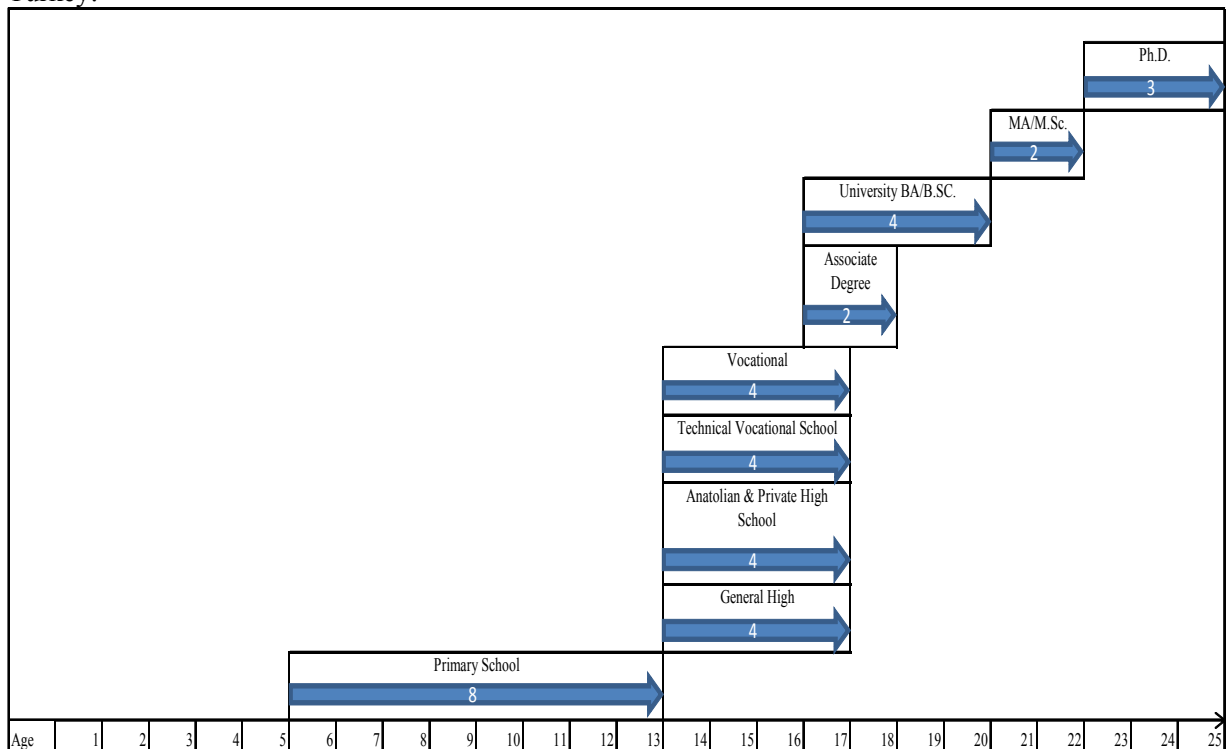 Turkey.
Ph.D.
3
MA/M.Sc.
2
University BA/B.SC.
4
Associate
Degree
2
Vocational
4
Technical Vocational School
4
Anatolian & Private High
School
4
General High
4
Primary School
8
Age 1 2 3 4 5 6 7 8 9 10 11 12 13 14 15 16 17 18 19 20 21 22 23 24 25